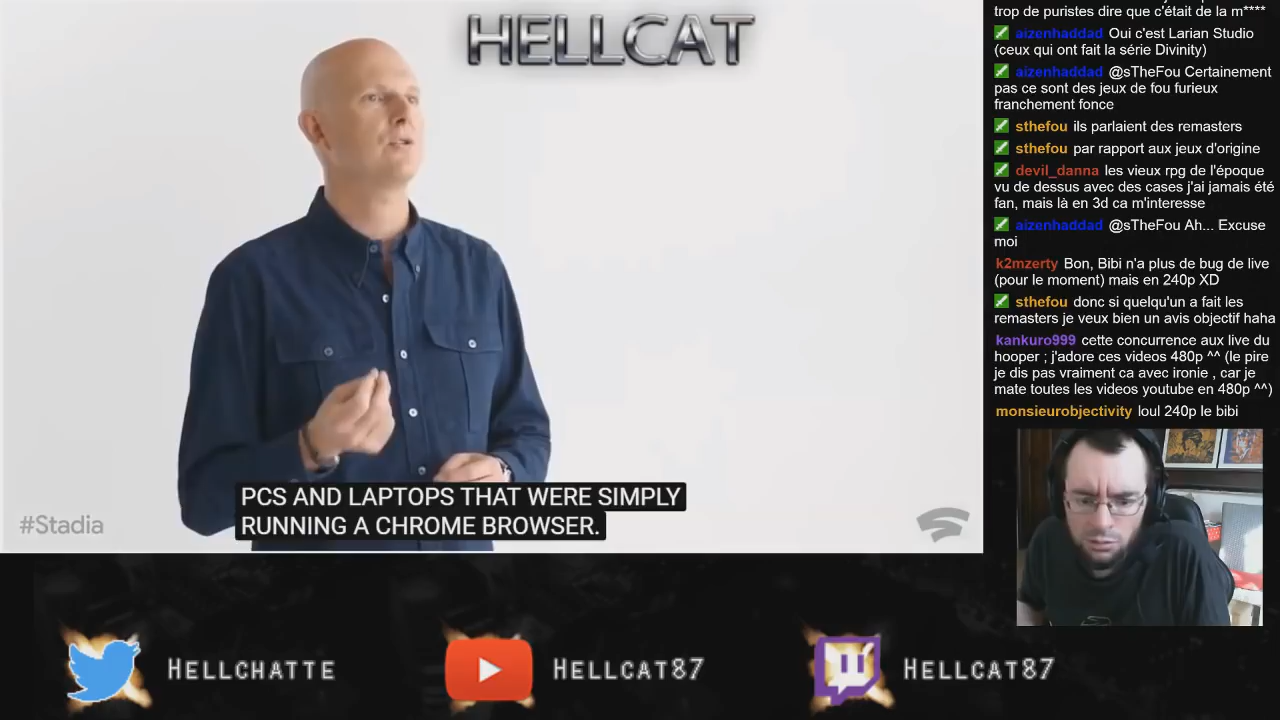 HELLCAT
PCS AND LAPTOPS THAT WERE SIMPLY
RUNNING A CHROME BROWSER.
#Stadia
trop de puristes dire que c'était de la m****
aizenhaddad Oui c'est Larian Studio
(ceux qui ont fait la série Divinity)
aizenhaddad @sTheFou Certainement
pas ce sont des jeux de fou furieux
franchement fonce
sthefou ils parlaient des remasters
sthefou par rapport aux jeux d'origine
devil_danna les vieux rpg de l'époque
vu de dessus avec des cases j'ai jamais été
fan, mais là en 3d ca m'interesse
aizenhaddad @sTheFou Ah... Excuse
moi
k2mzerty Bon, Bibi n'a plus de bug de live
(pour le moment) mais en 240p XD
sthefou donc si quelqu'un a fait les
remasters je veux bien un avis objectif haha
kankuro999 cette concurrence aux live du
hooper ; j'adore ces videos 480p ^^ (le pire
je dis pas vraiment ca avec ironie , car je
mate toutes les videos youtube en 480p ^^)
monsieurobjectivity loul 240p le bibi
HELLCHATTE
HELLCAT87
HELLCAT87